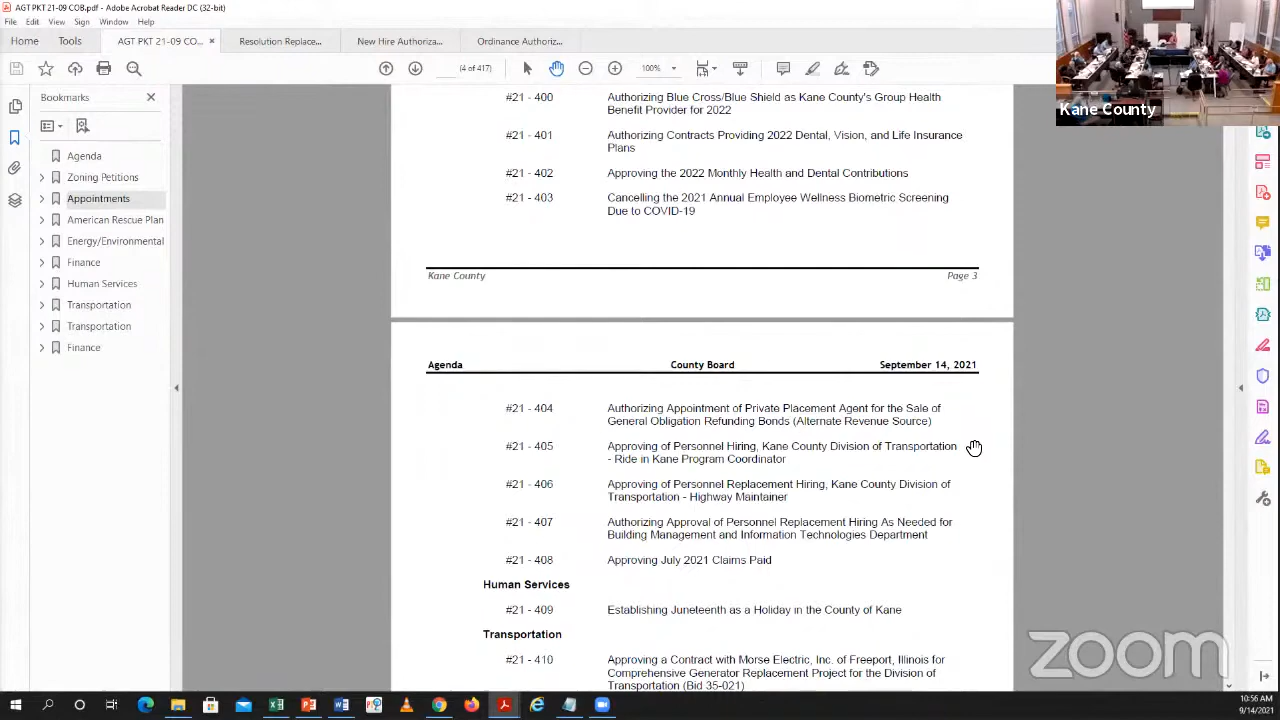 AGT PKT 21-09 COB.pdf - Adobe Acrobat Reader DC (32-bit)
File Edit View Sign Window Help
Home Tools AGT PKT 21-09 CO... × Resolution Replace... New Hire Authoriza... Ordinance Authoriz...
(4 of 417) 100%
Kane County
Bookmarks
Agenda
Zoning Petitions
Appointments
American Rescue Plan
Energy/Environmental
Finance
Human Services
Transportation
Transportation
Finance
#21 - 400 Authorizing Blue Cross/Blue Shield as Kane County's Group Health
Benefit Provider for 2022
#21 - 401 Authorizing Contracts Providing 2022 Dental, Vision, and Life Insurance
Plans
#21 - 402 Approving the 2022 Monthly Health and Dental Contributions
#21 - 403 Cancelling the 2021 Annual Employee Wellness Biometric Screening
Due to COVID-19
Kane County Page 3
Agenda County Board September 14, 2021
#21 - 404 Authorizing Appointment of Private Placement Agent for the Sale of
General Obligation Refunding Bonds (Alternate Revenue Source)
#21 - 405 Approving of Personnel Hiring, Kane County Division of Transportation
- Ride in Kane Program Coordinator
#21 - 406 Approving of Personnel Replacement Hiring, Kane County Division of
Transportation - Highway Maintainer
#21 - 407 Authorizing Approval of Personnel Replacement Hiring As Needed for
Building Management and Information Technologies Department
#21 - 408 Approving July 2021 Claims Paid
Human Services
#21 - 409 Establishing Juneteenth as a Holiday in the County of Kane
Transportation
#21 - 410 Approving a Contract with Morse Electric, Inc. of Freeport, Illinois for
Comprehensive Generator Replacement Project for the Division of
Transportation (Bid 35-021)
zoom
10:56 AM
9/14/2021